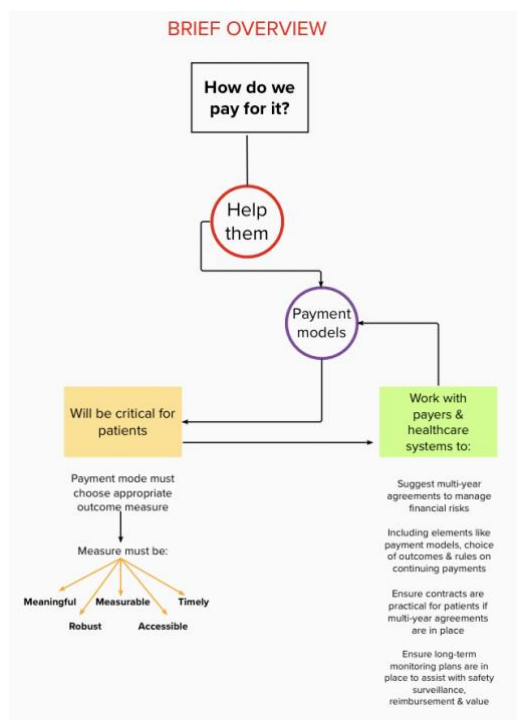 BRIEF OVERVIEW
How do we
pay for it?
Help
them
Payment
models
Will be critical for
patients
Work with
payers &
healthcare
systems to:
Payment mode must
choose appropriate
outcome measure
Measure must be:
Meaningful
Measurable
Timely
Robust
Accessible
Suggest multi-year
agreements to manage
financial risks
Including elements like
payment models, choice
of outcomes & rules on
continuing payments
Ensure contracts are
practical for patients if
multi-year agreements
are in place
Ensure long-term
monitoring plans are in
place to assist with safety
surveillance,
reimbursement & value